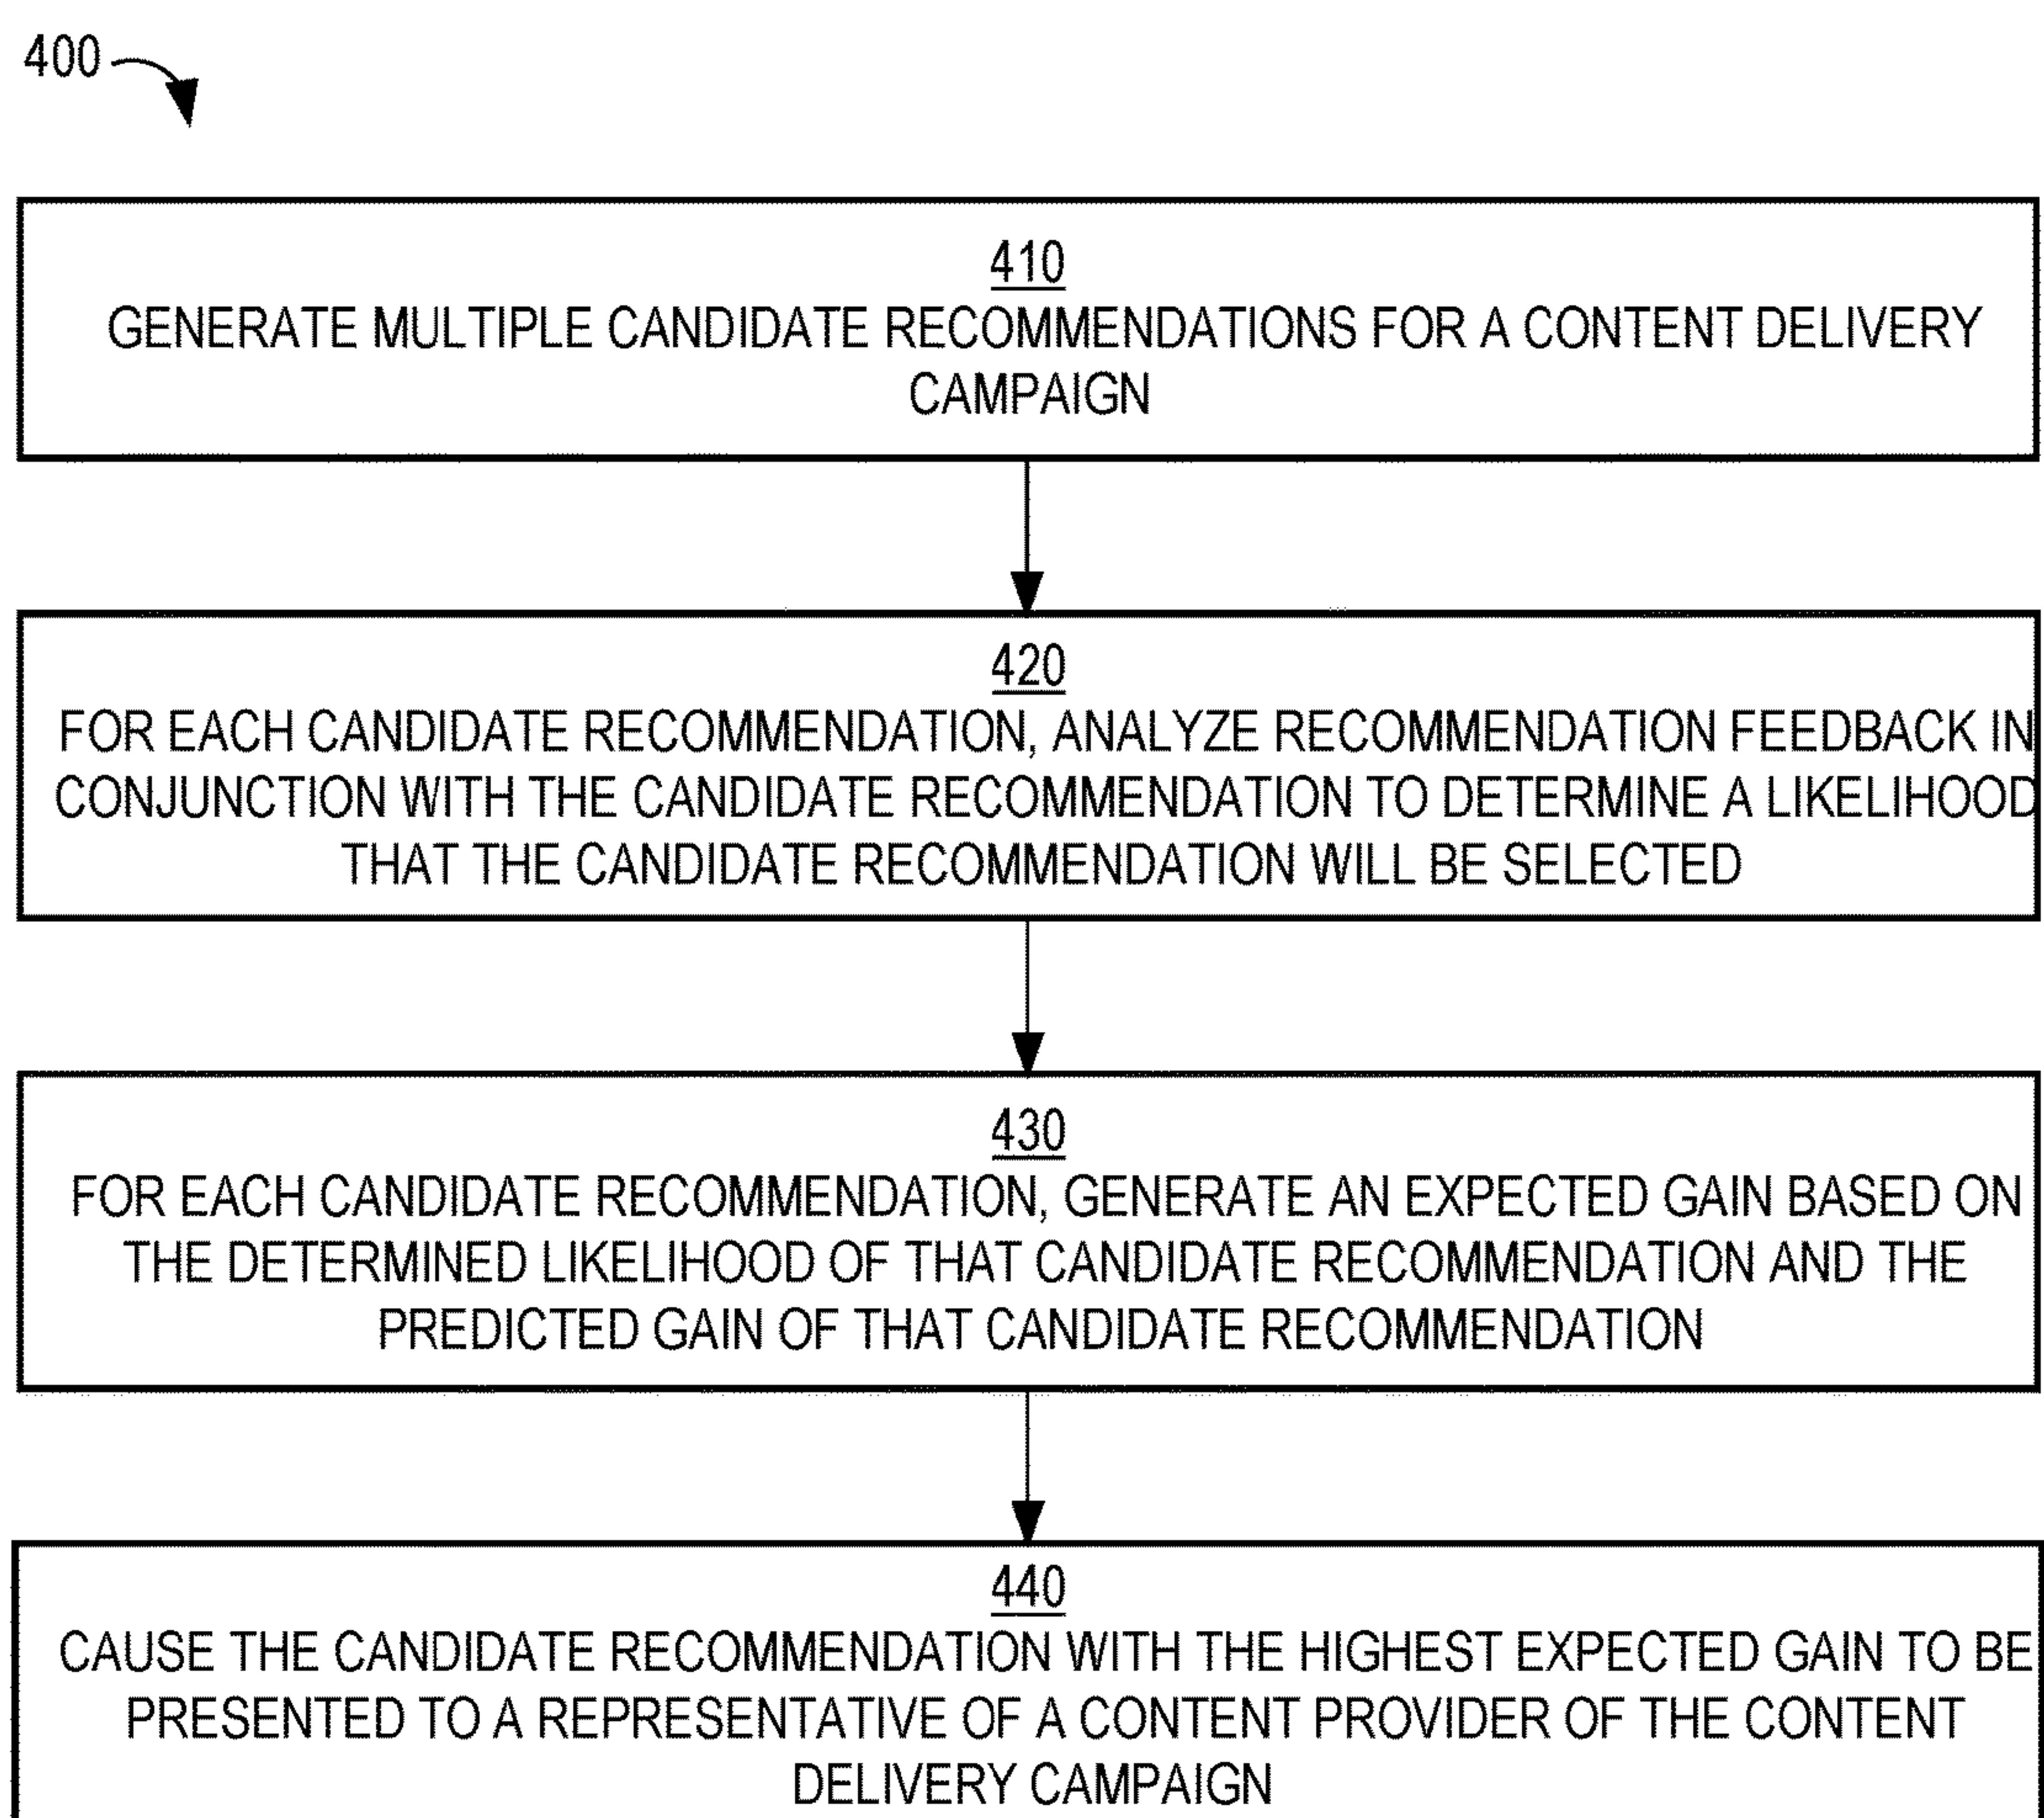 400
410
GENERATE MULTIPLE CANDIDATE RECOMMENDATIONS FOR A CONTENT DELIVERY
CAMPAIGN
420
FOR EACH CANDIDATE RECOMMENDATION, ANALYZE RECOMMENDATION FEEDBACK IN
CONJUNCTION WITH THE CANDIDATE RECOMMENDATION TO DETERMINE A LIKELIHOOD
THAT THE CANDIDATE RECOMMENDATION WILL BE SELECTED
430
FOR EACH CANDIDATE RECOMMENDATION, GENERATE AN EXPECTED GAIN BASED ON
THE DETERMINED LIKELIHOOD OF THAT CANDIDATE RECOMMENDATION AND THE
PREDICTED GAIN OF THAT CANDIDATE RECOMMENDATION
440
CAUSE THE CANDIDATE RECOMMENDATION WITH THE HIGHEST EXPECTED GAIN TO BE
PRESENTED TO A REPRESENTATIVE OF A CONTENT PROVIDER OF THE CONTENT
DELIVERY CAMPAIGN